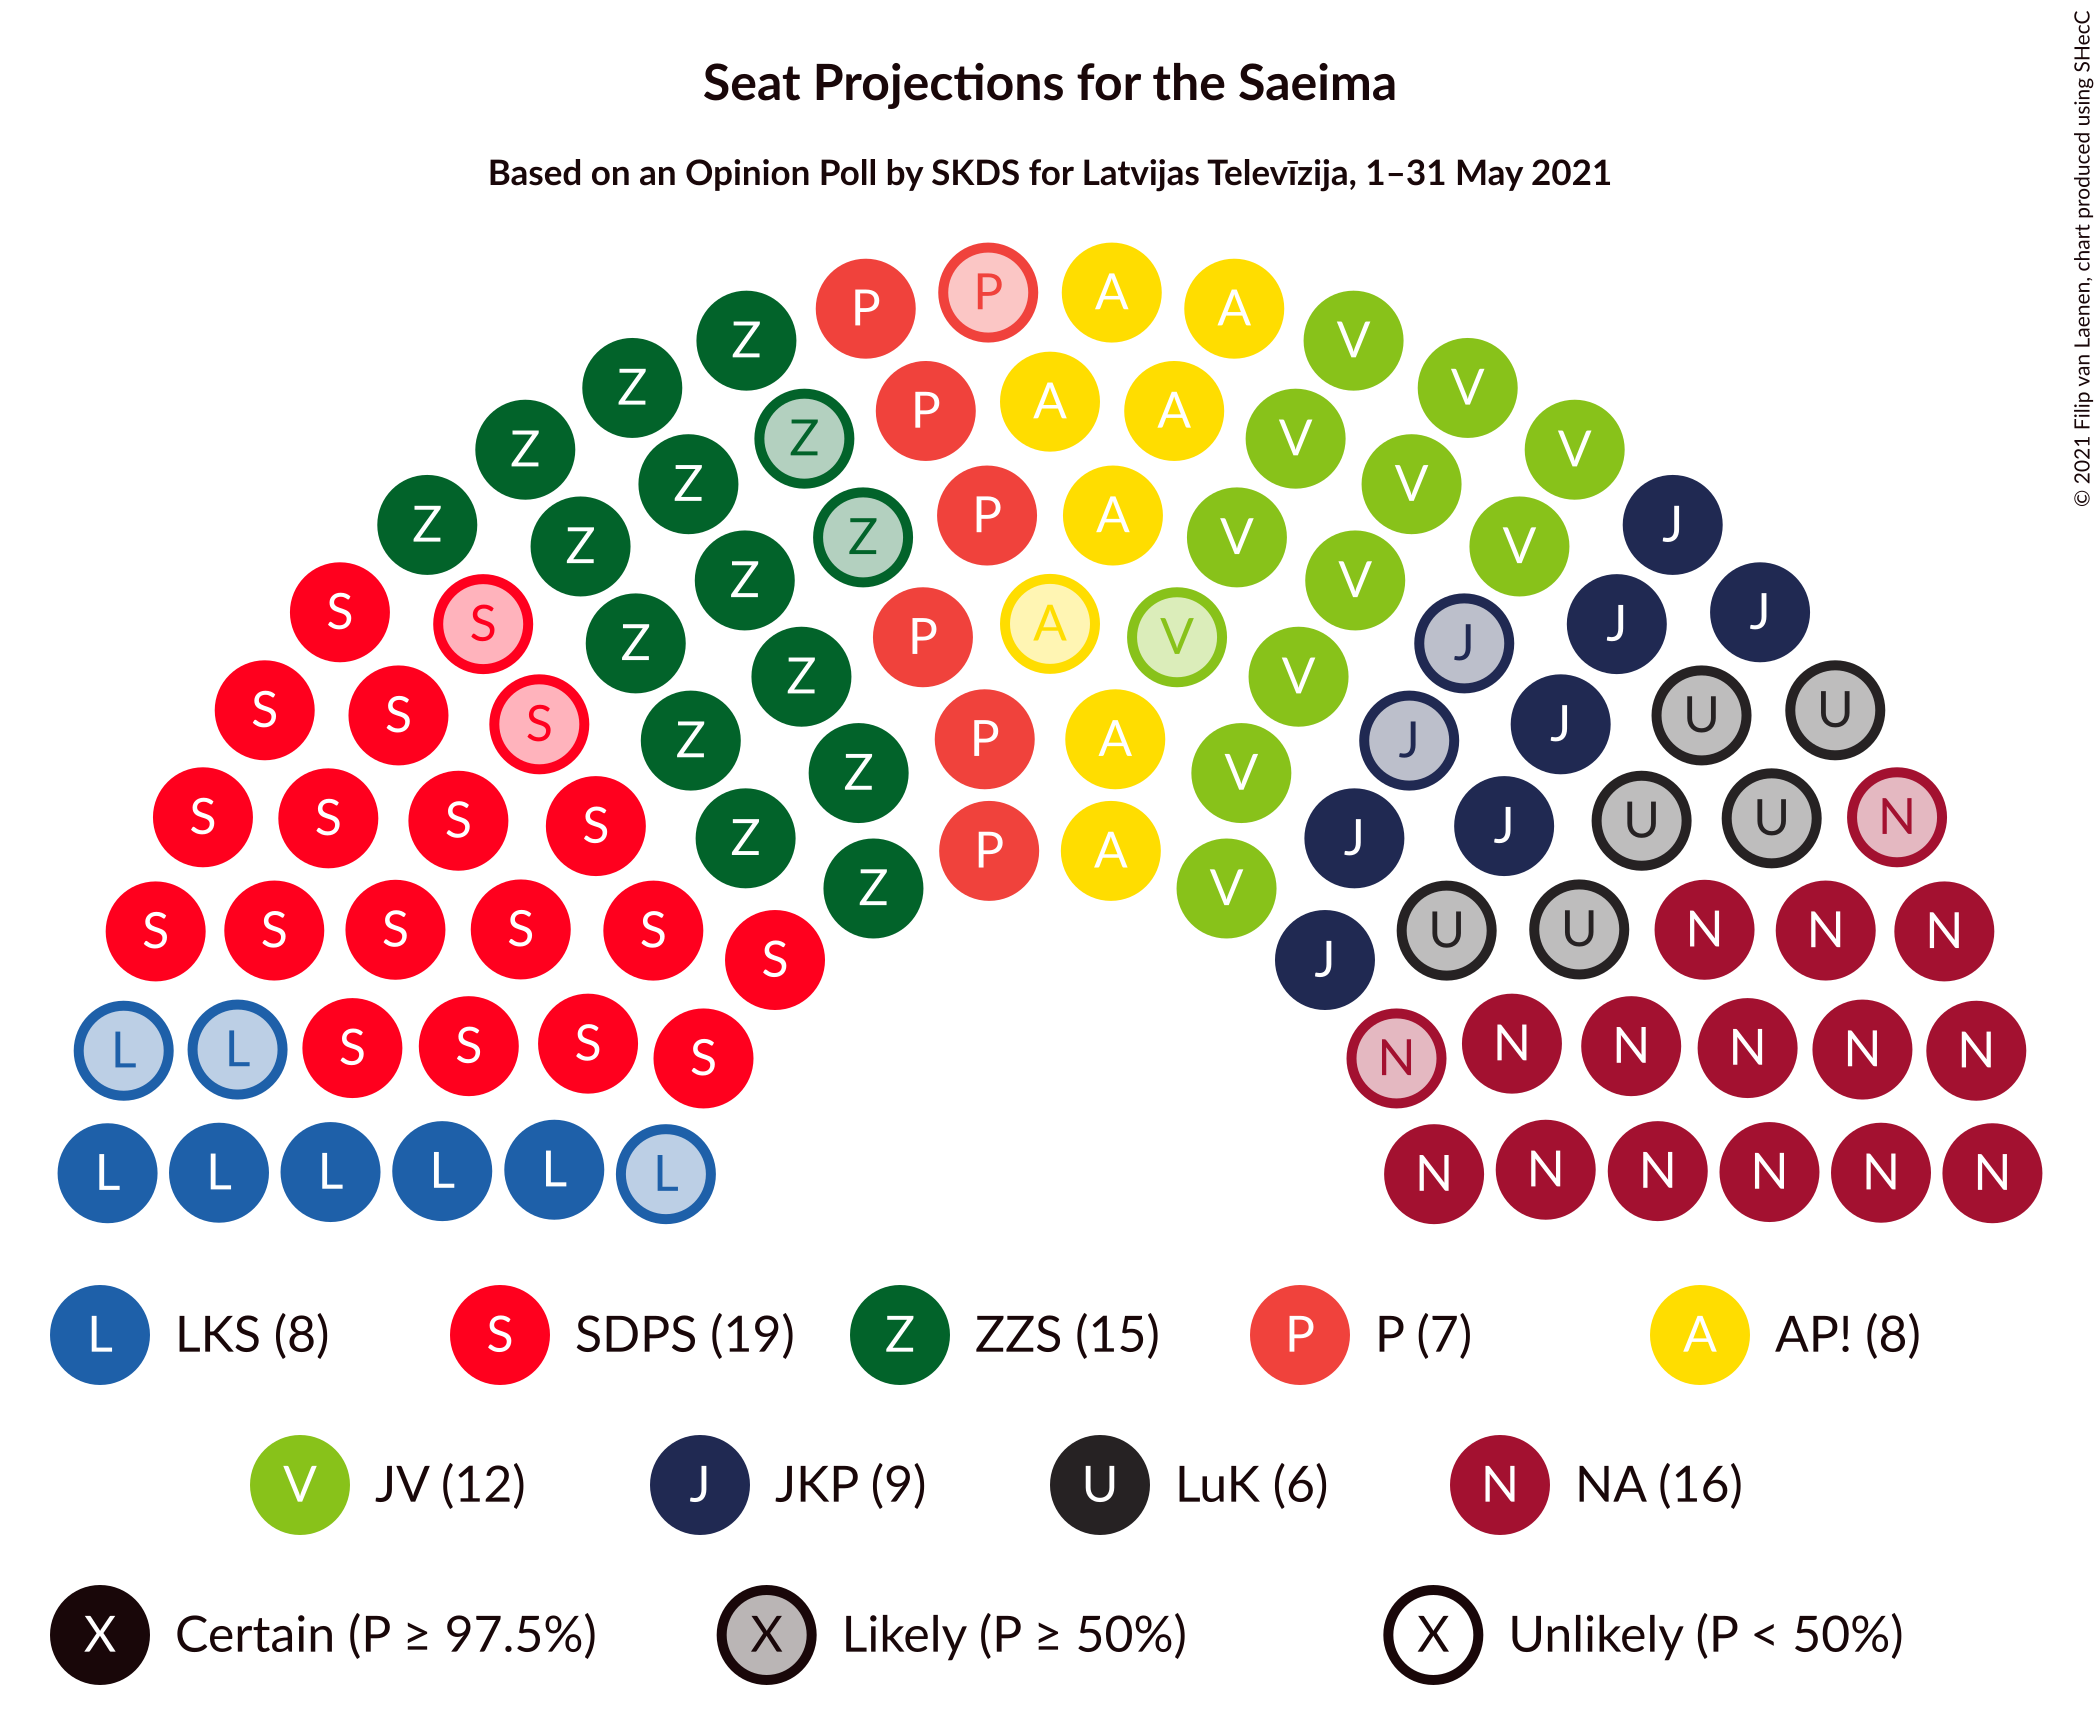 Seat Projections for the Saeima
Based on an Opinion Poll by SKDS for Latvijas Televīzija, 1–31 May 2021
© 2021 Filip van Laenen, chart produced using SHecC
P P A A
Z V
Z P A A V
Z Z V
Z Z V V
Z P A V J
Z Z V V
S S Z P A V V J J J
Z V
S S S Z P A V J J U U
S S S S Z Z V J J U U N
S S S S S Z P A V J U U N N N
S J
L L S S S S N N N N N N
L L L L L L N N N N N N
L LKS (8) S SDPS (19) Z ZZS (15) P P (7) A AP! (8)
V JV (12) J JKP (9) U LuK (6) N NA (16)
X Certain (P ≥ 97.5%) X Likely (P ≥ 50%) X Unlikely (P < 50%)